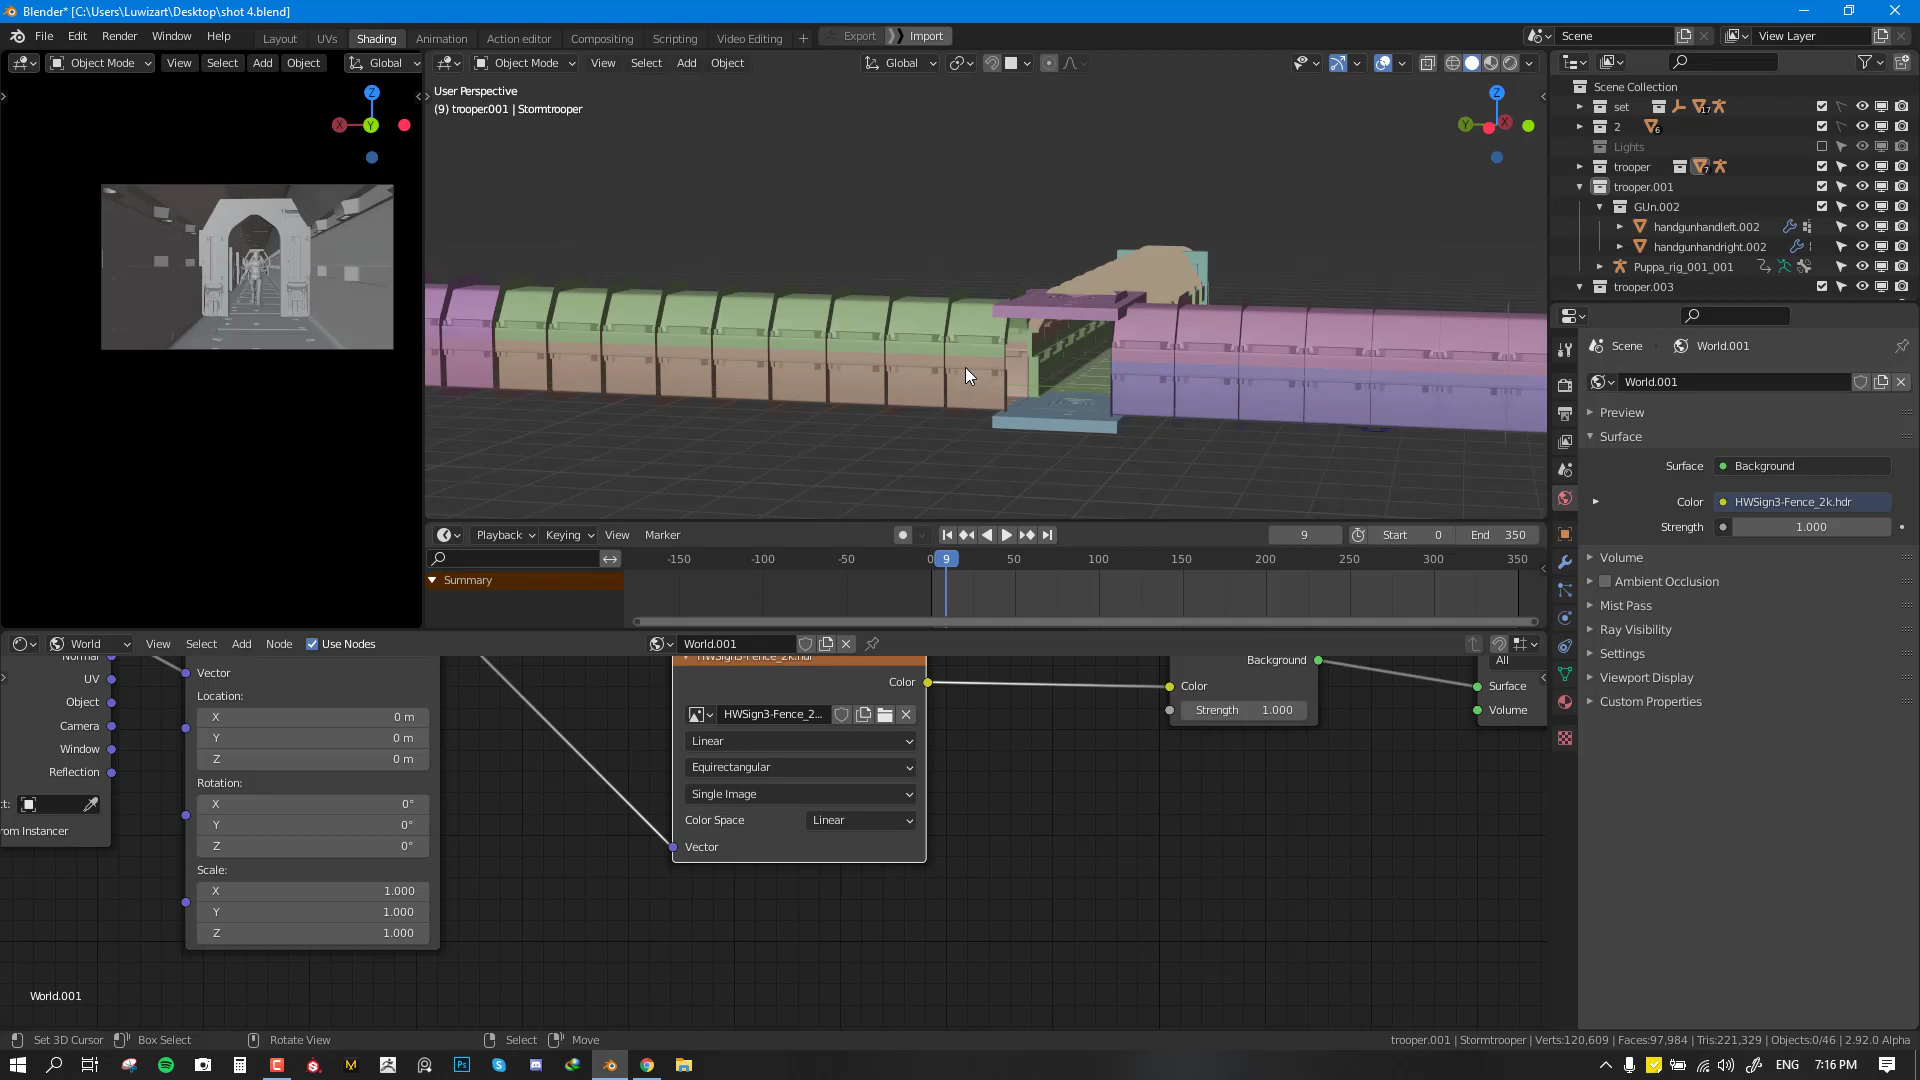 Blender* [C:\Users\Luwizart\Desktop\shot 4.blend]
File Edit Render Window Help
Layout UVs Shading Animation Action editor Compositing Scripting Video Editing + Export Import
Scene View Layer
Object Mode View Select Add Object Global
Object Mode View Select Add Object Global
User Perspective
(9) trooper.001 | Stormtrooper
Z
X Y
Z
Y X
Scene Collection
set 17
2 6
Lights
trooper 7
trooper.001
GUn.002
handgunhandleft.002
handgunhandright.002
Puppa_rig_001_001
trooper.003
Scene World.001
World.001
Preview
Surface
Surface Background
Color HWSign3-Fence_2k.hdr
Strength 1.000
Volume
Ambient Occlusion
Mist Pass
Ray Visibility
Settings
Viewport Display
Custom Properties
Playback Keying View Marker
9 Start 0 End 350
-150 -100 -50 0 9 50 100 150 200 250 300 350
Summary
World View Select Add Node Use Nodes World.001
Normal
UV
Object
Camera
Window
Reflection
ct:
rom Instancer
Vector
Location:
X 0 m
Y 0 m
Z 0 m
Rotation:
X 0°
Y 0°
Z 0°
Scale:
X 1.000
Y 1.000
Z 1.000
HWSign3-Fence_2k.hdr
Color
HWSign3-Fence_2...
Linear
Equirectangular
Single Image
Color Space Linear
Vector
Background
Color
Strength 1.000
All
Surface
Volume
World.001
Set 3D Cursor Box Select Rotate View Select Move
trooper.001 | Stormtrooper | Verts:120,609 | Faces:97,984 | Tris:221,329 | Objects:0/46 | 2.92.0 Alpha
ENG 7:16 PM